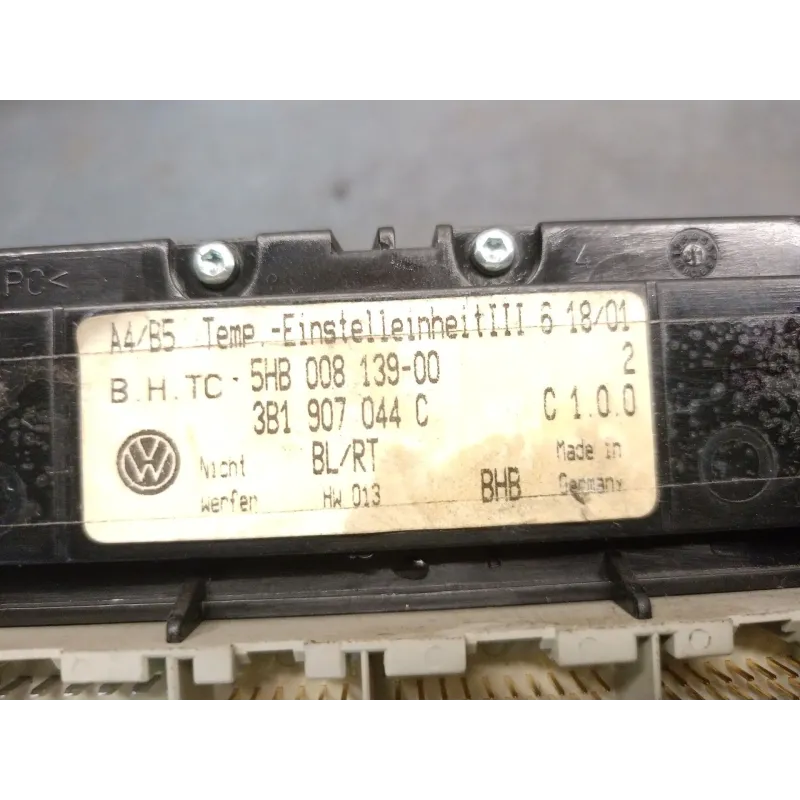 PC<
A4/B5 Temp.-EinstelleinheitIII 6 18/01
B.H.TC - 5HB 008 139-00 2
3B1 907 044 C C 1.0.0
Nicht BL/RT Made in
werfen HW 013 BHB Germany